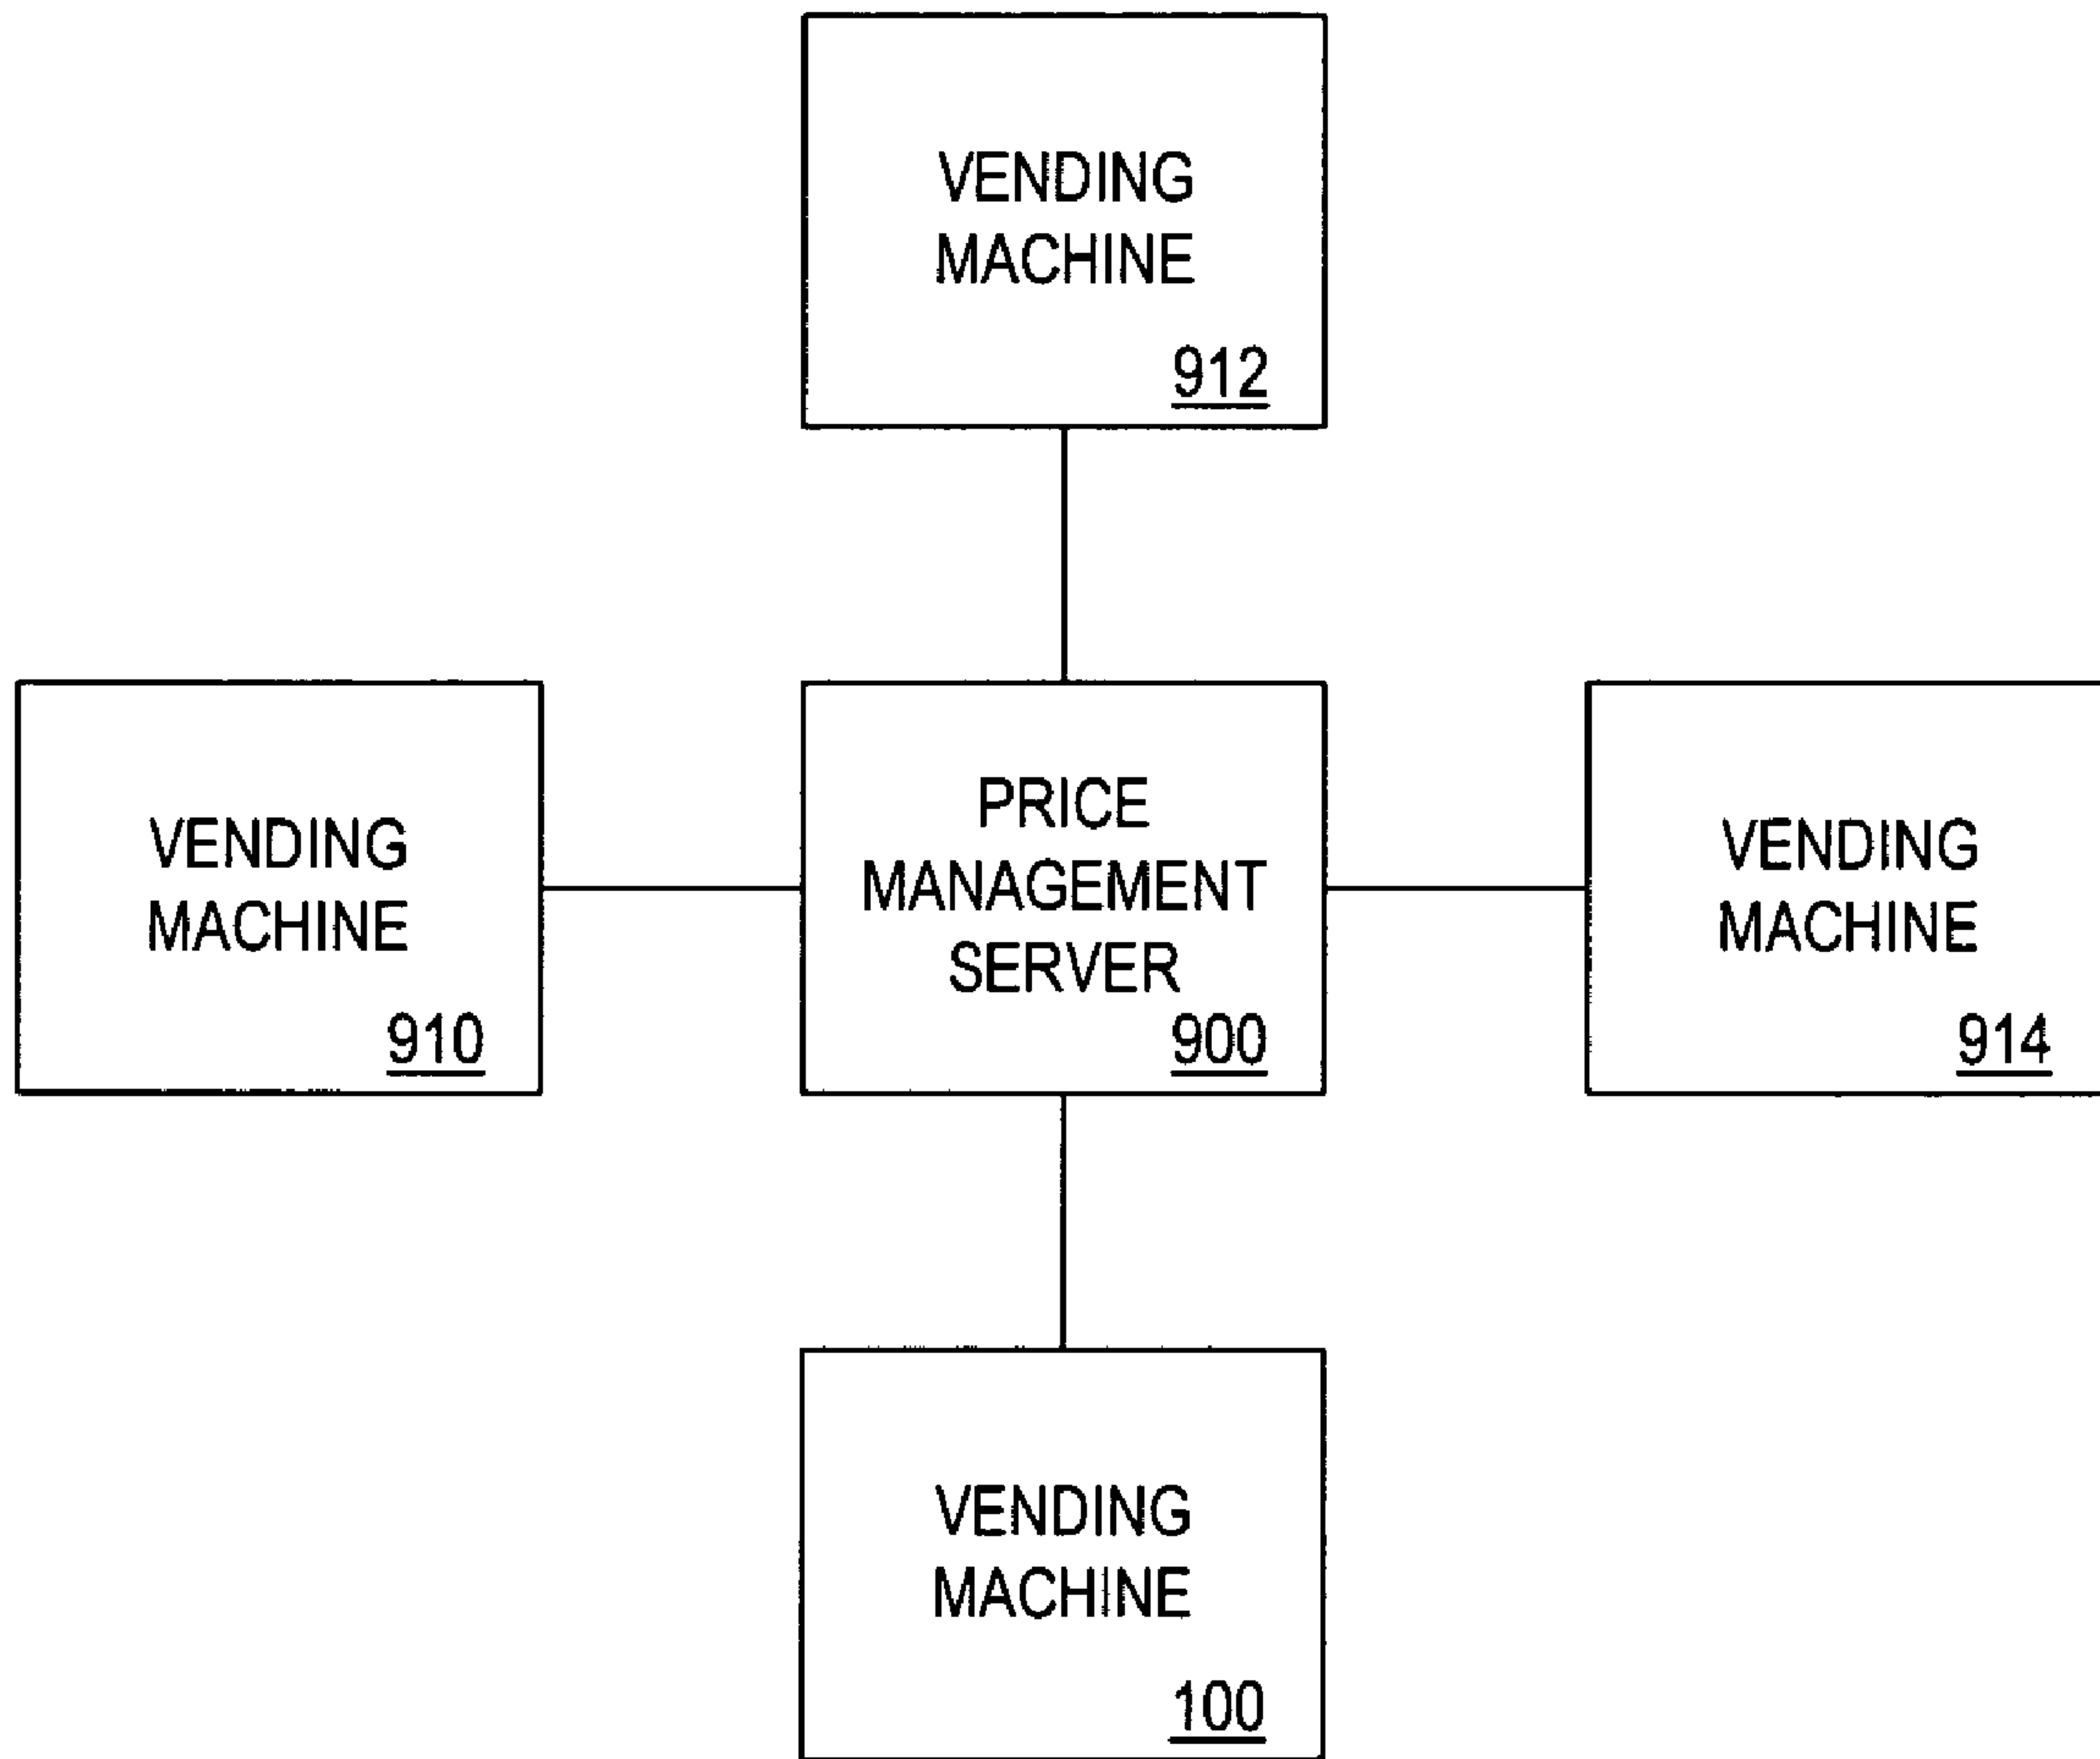 VENDING
MACHINE
912
VENDING
MACHINE
910
PRICE
MANAGEMENT
SERVER
900
VENDING
MACHINE
914
VENDING
MACHINE
100